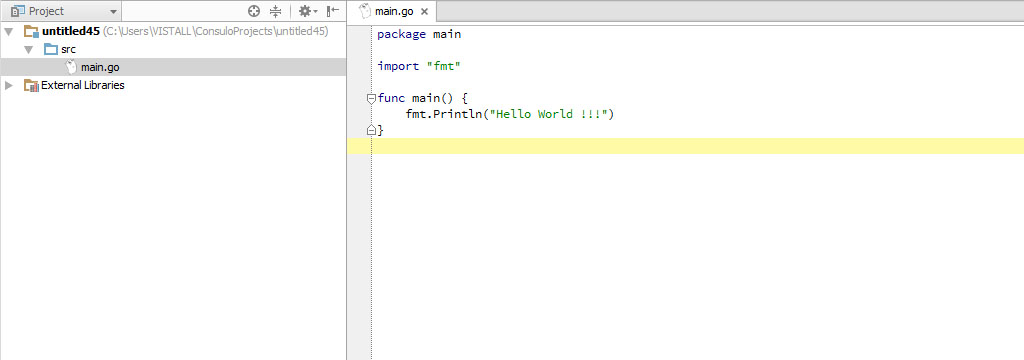 Project
main.go
untitled45 (C:\Users\VISTALL\ConsuloProjects\untitled45)
src
main.go
External Libraries
package main
import "fmt"
func main() {
    fmt.Println("Hello World !!!")
}